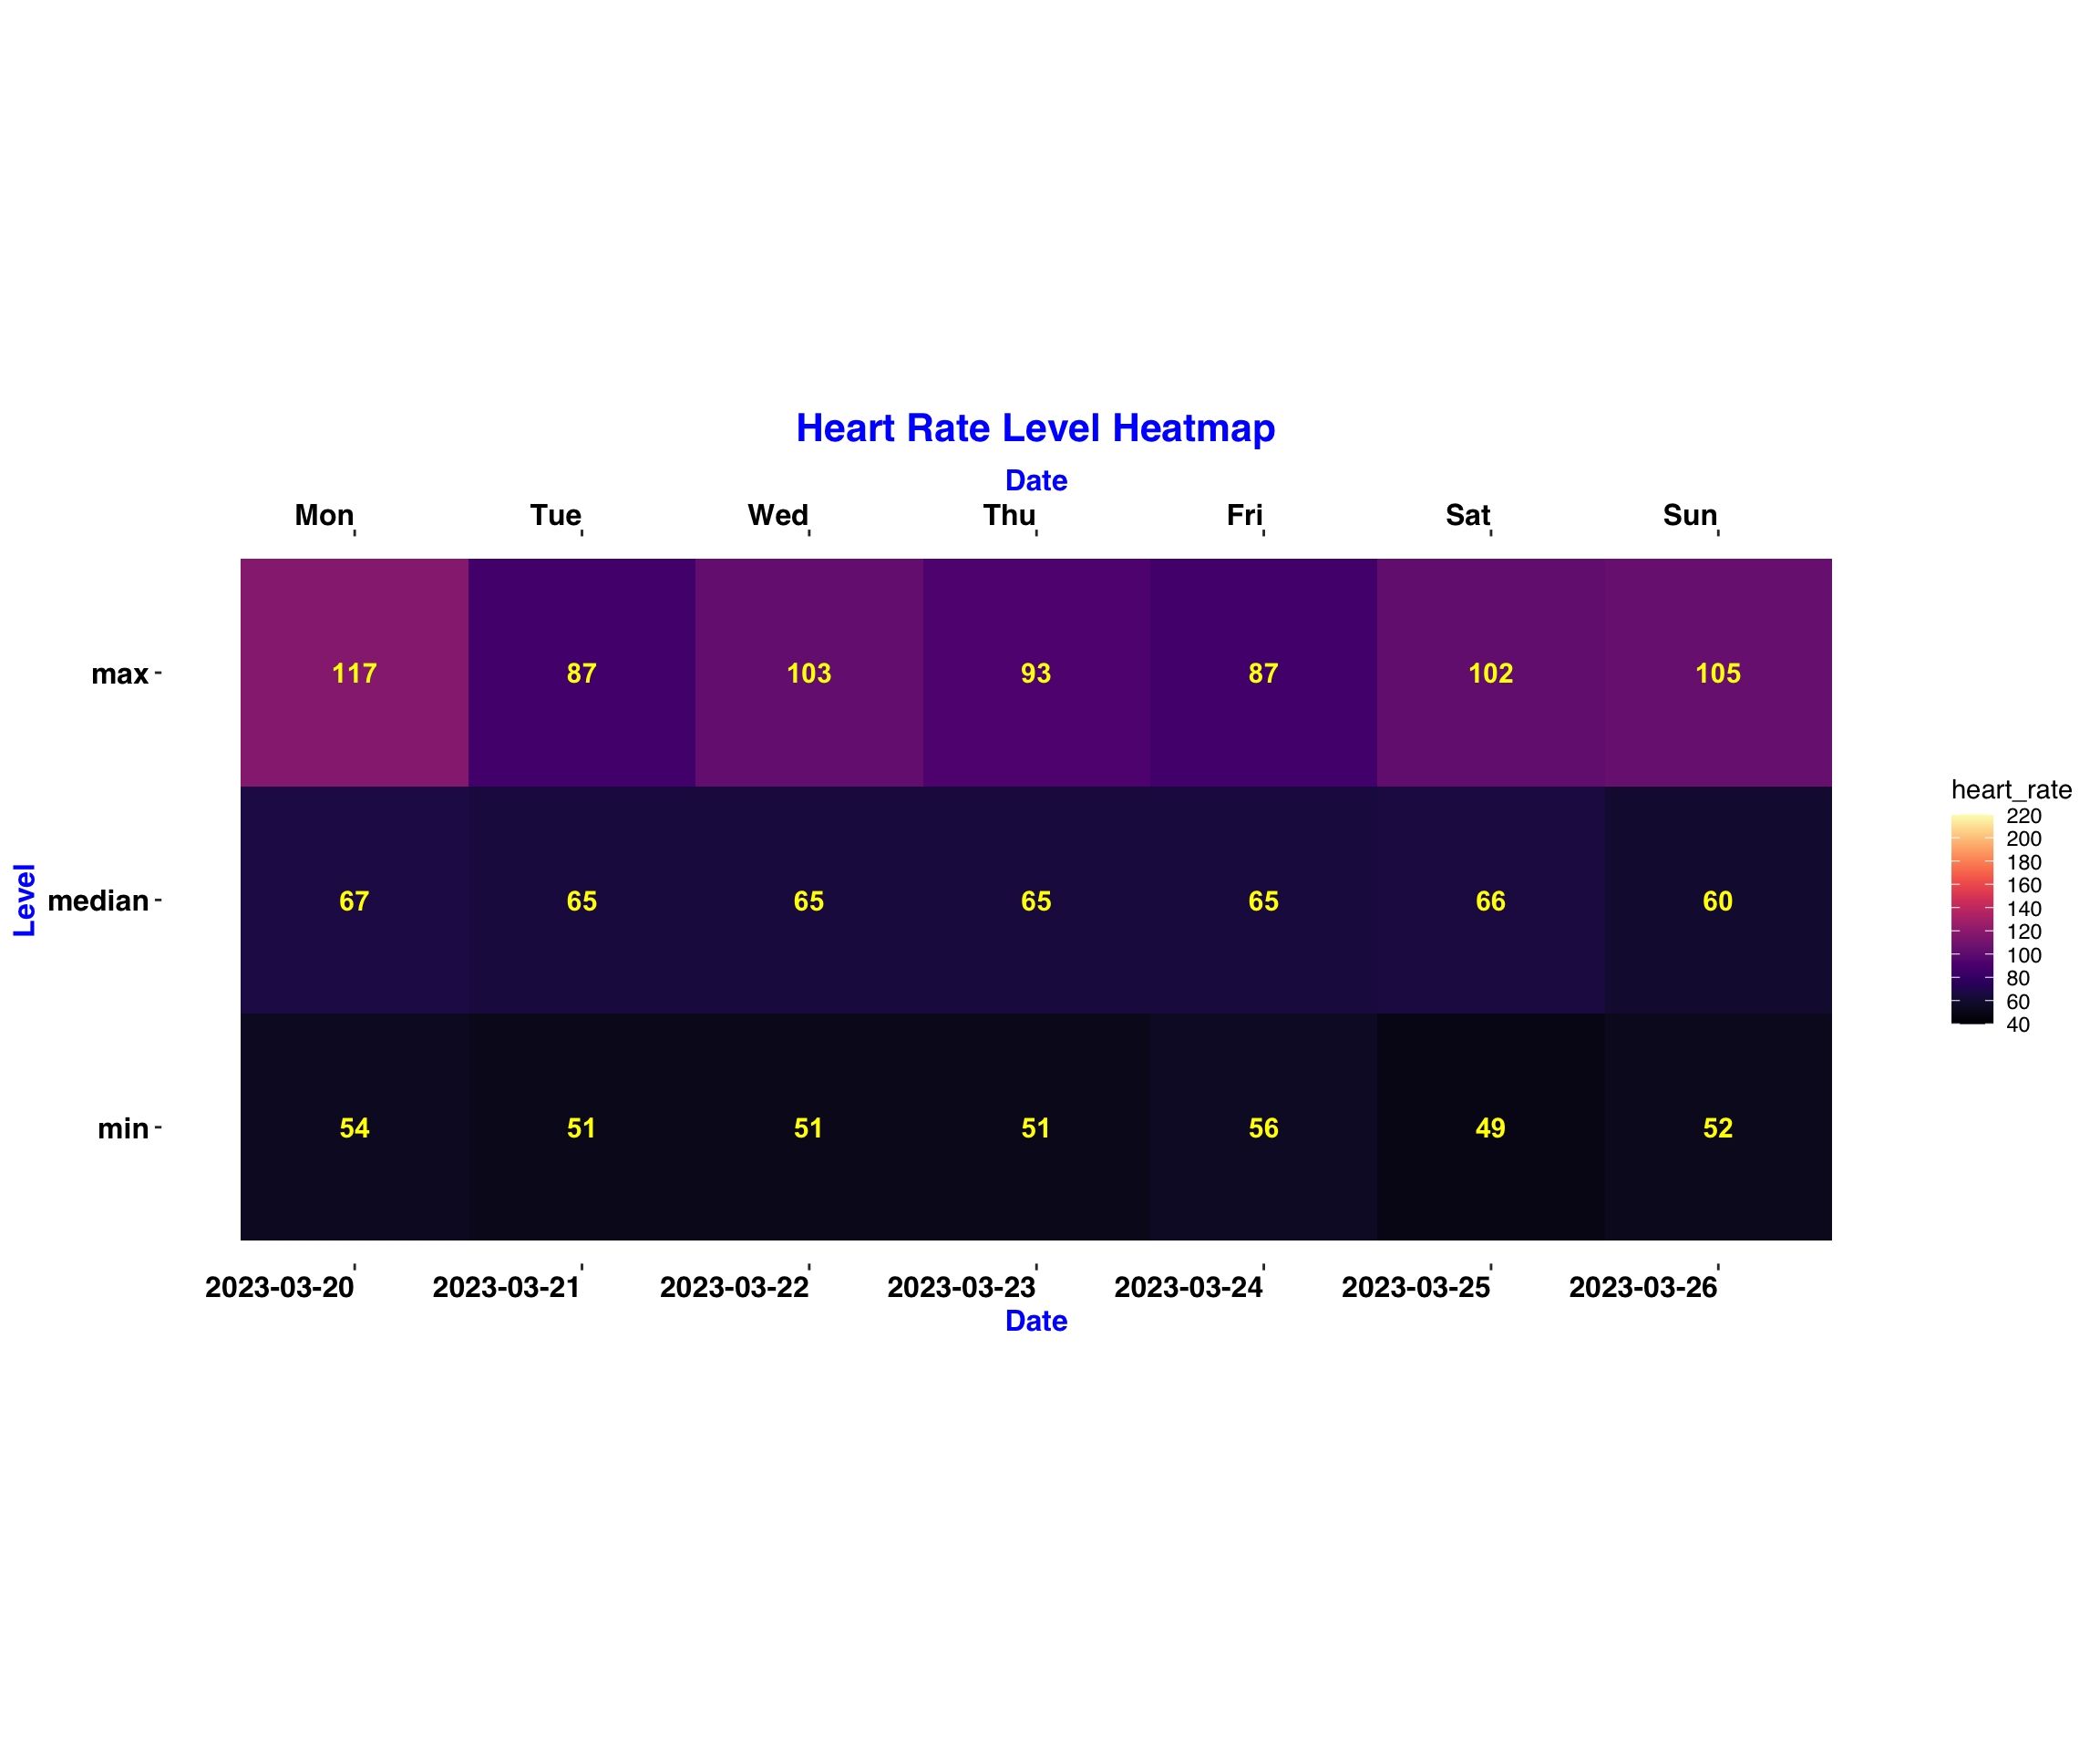 Heart Rate Level Heatmap
Date
Mon Tue Wed Thu Fri Sat Sun
max 117 87 103 93 87 102 105
Level
median 67 65 65 65 65 66 60
min 54 51 51 51 56 49 52
2023-03-20 2023-03-21 2023-03-22 2023-03-23 2023-03-24 2023-03-25 2023-03-26
Date
heart_rate
220
200
180
160
140
120
100
80
60
40